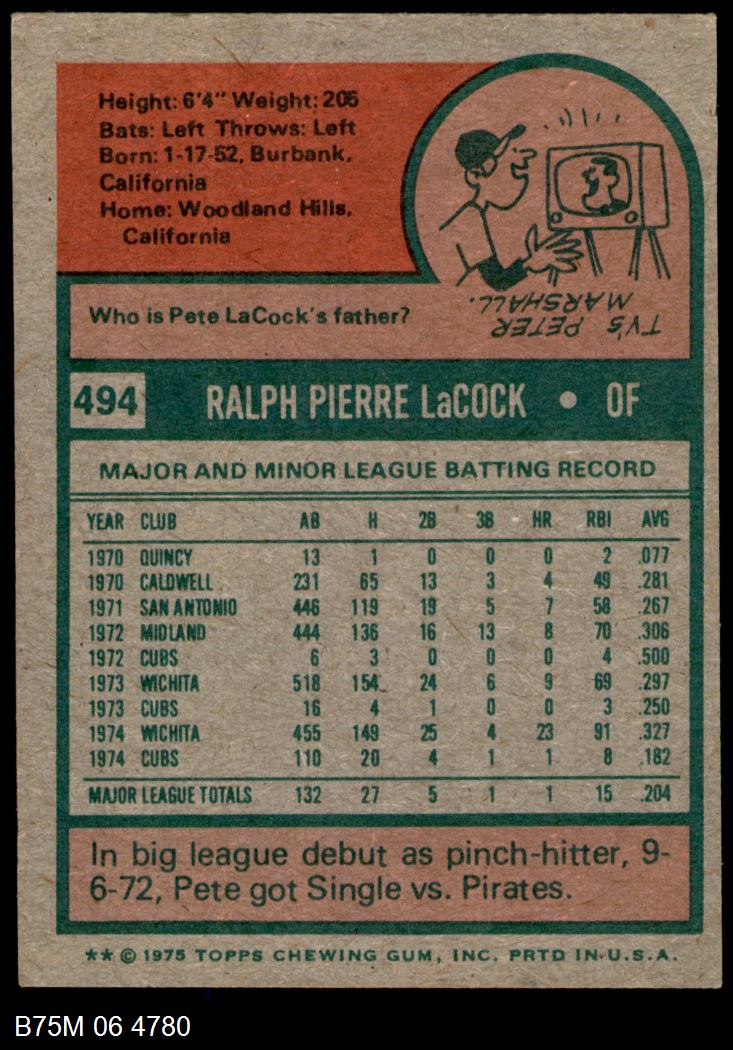 Height: 6'4" Weight: 205
Bats: Left Throws: Left
Born: 1-17-52, Burbank,
California
Home: Woodland Hills,
California
Who is Pete LaCock's father?
TV'S PETER
MARSHALL.
494 RALPH PIERRE LaCOCK • OF
MAJOR AND MINOR LEAGUE BATTING RECORD
YEAR CLUB AB H 2B 3B HR RBI AVG
1970 QUINCY 13 1 0 0 0 2 .077
1970 CALDWELL 231 65 13 3 4 49 .281
1971 SAN ANTONIO 446 119 19 5 7 58 .267
1972 MIDLAND 444 136 16 13 8 70 .306
1972 CUBS 6 3 0 0 0 4 .500
1973 WICHITA 518 154 24 6 9 69 .297
1973 CUBS 16 4 1 0 0 3 .250
1974 WICHITA 455 149 25 4 23 91 .327
1974 CUBS 110 20 4 1 1 8 .182
MAJOR LEAGUE TOTALS 132 27 5 1 1 15 .204
In big league debut as pinch-hitter, 9-
6-72, Pete got Single vs. Pirates.
** © 1975 TOPPS CHEWING GUM, INC. PRTD IN U.S.A.
B75M 06 4780